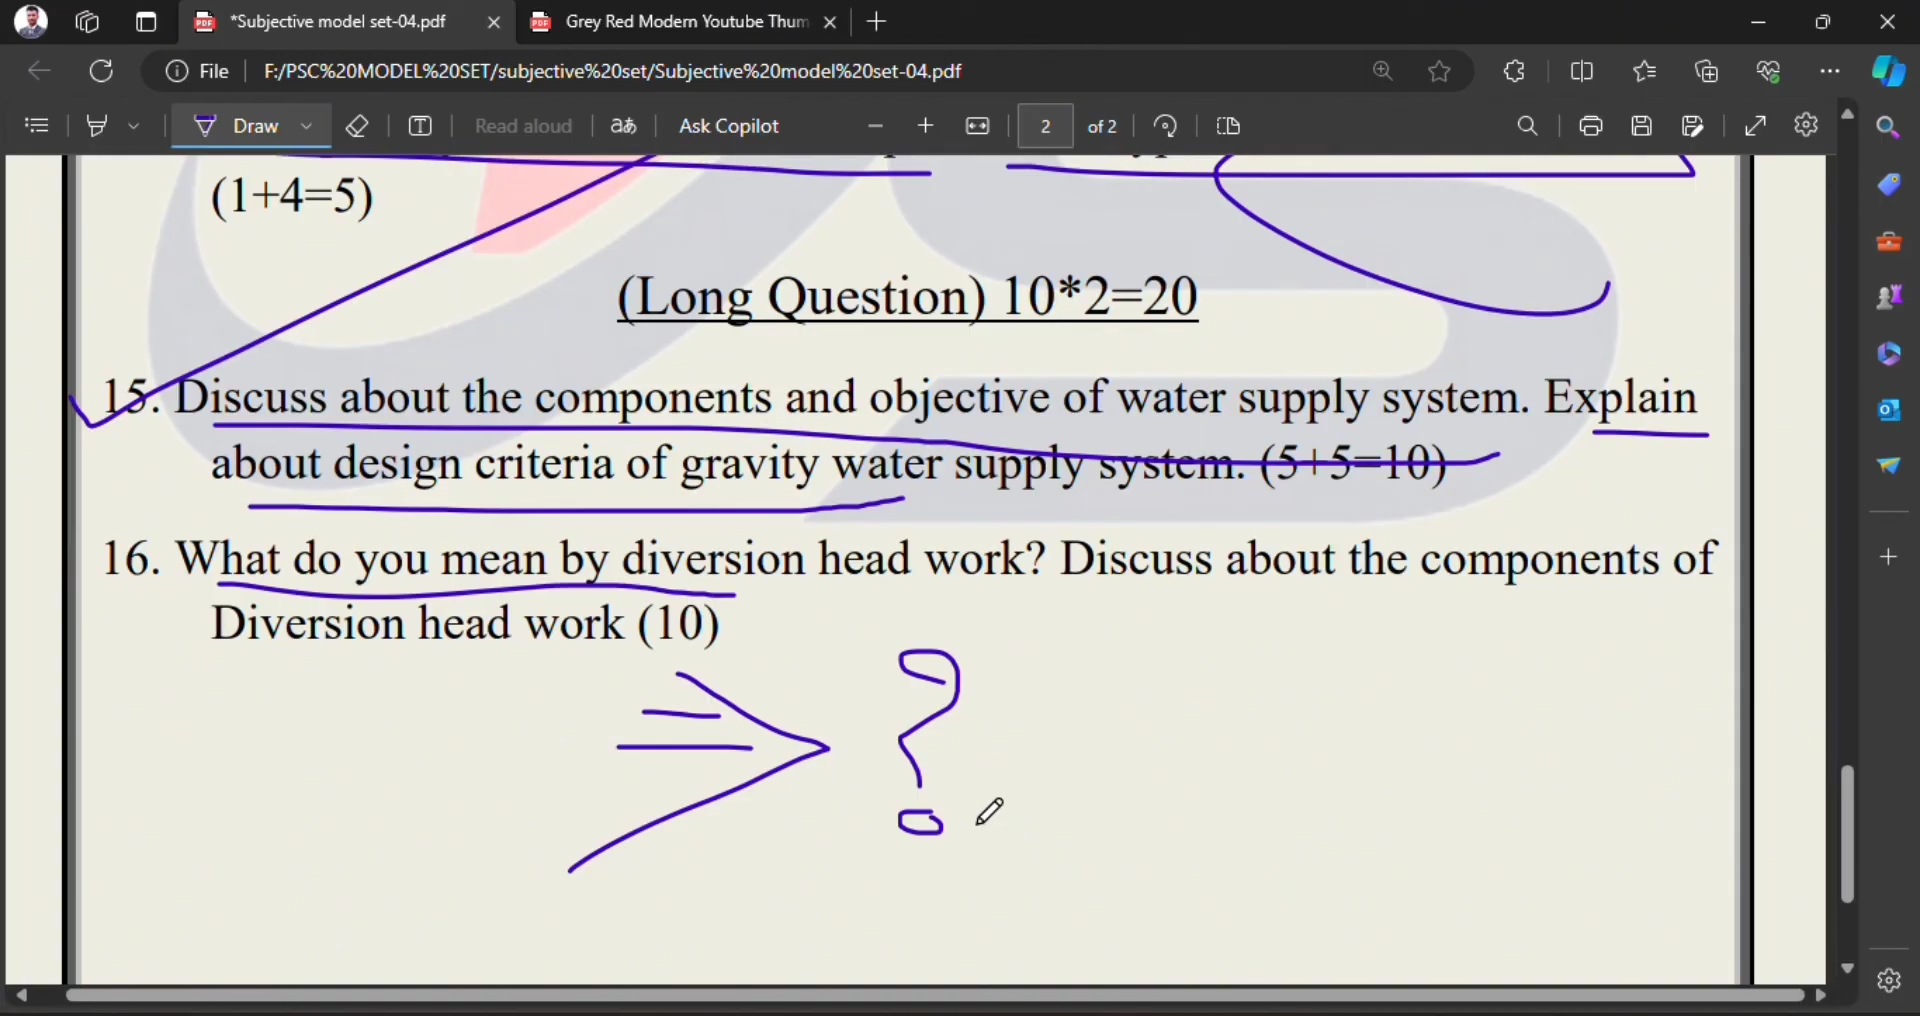 *Subjective model set-04.pdf
Grey Red Modern Youtube Thum
File
F:/PSC%20MODEL%20SET/subjective%20set/Subjective%20model%20set-04.pdf
Draw
Read aloud
aあ
Ask Copilot
2
of 2
(1+4=5)
(Long Question) 10*2=20
15. Discuss about the components and objective of water supply system. Explain
about design criteria of gravity water supply system. (5+5=10)
16. What do you mean by diversion head work? Discuss about the components of
Diversion head work (10)
?